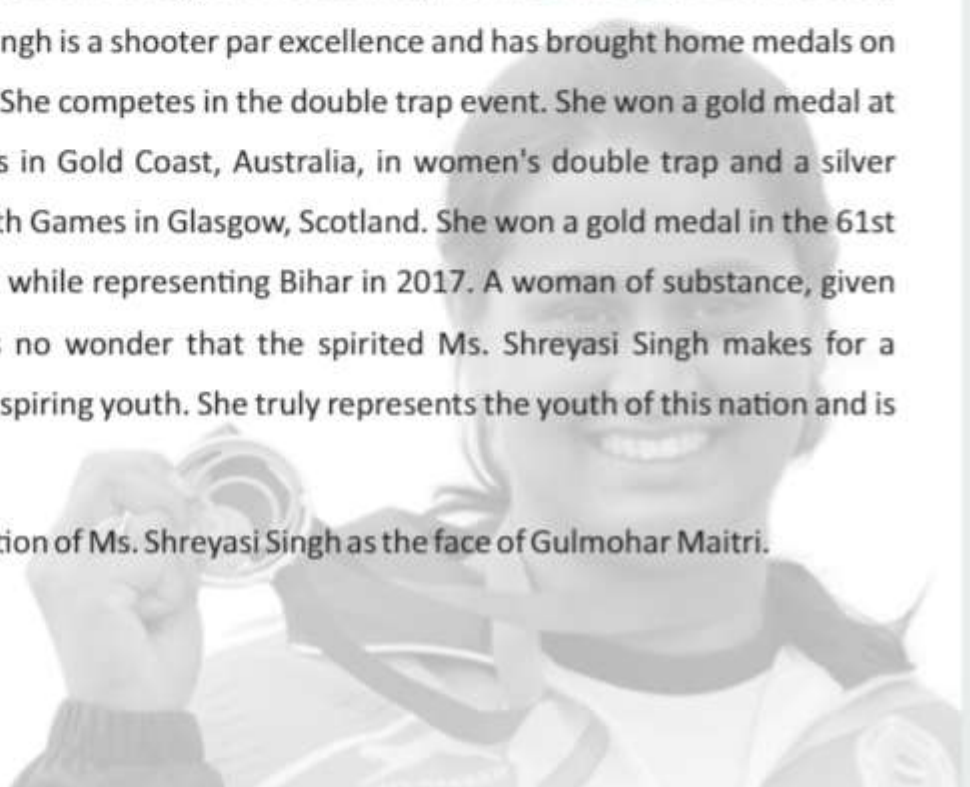 ngh is a shooter par excellence and has brought home medals on
She competes in the double trap event. She won a gold medal at
s in Gold Coast, Australia, in women's double trap and a silver
th Games in Glasgow, Scotland. She won a gold medal in the 61st
while representing Bihar in 2017. A woman of substance, given
no wonder that the spirited Ms. Shreyasi Singh makes for a
spiring youth. She truly represents the youth of this nation and is
tion of Ms. Shreyasi Singh as the face of Gulmohar Maitri.